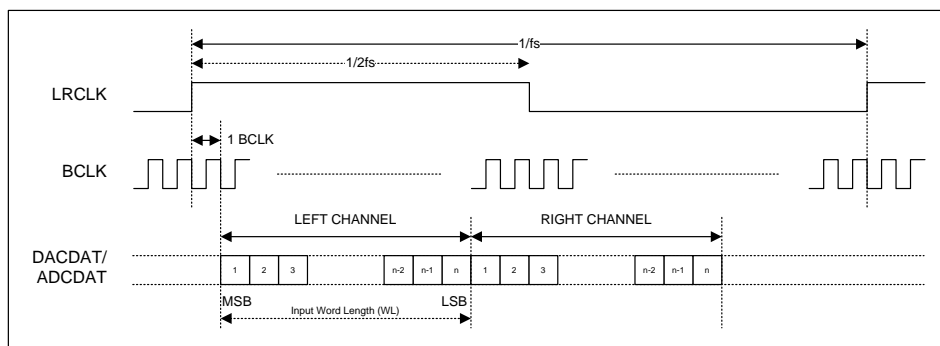 1/fs
1/2fs
LRCLK
1 BCLK
BCLK
LEFT CHANNEL RIGHT CHANNEL
DACDAT/
ADCDAT
1 2 3 n-2 n-1 n 1 2 3 n-2 n-1 n
MSB LSB
Input Word Length (WL)